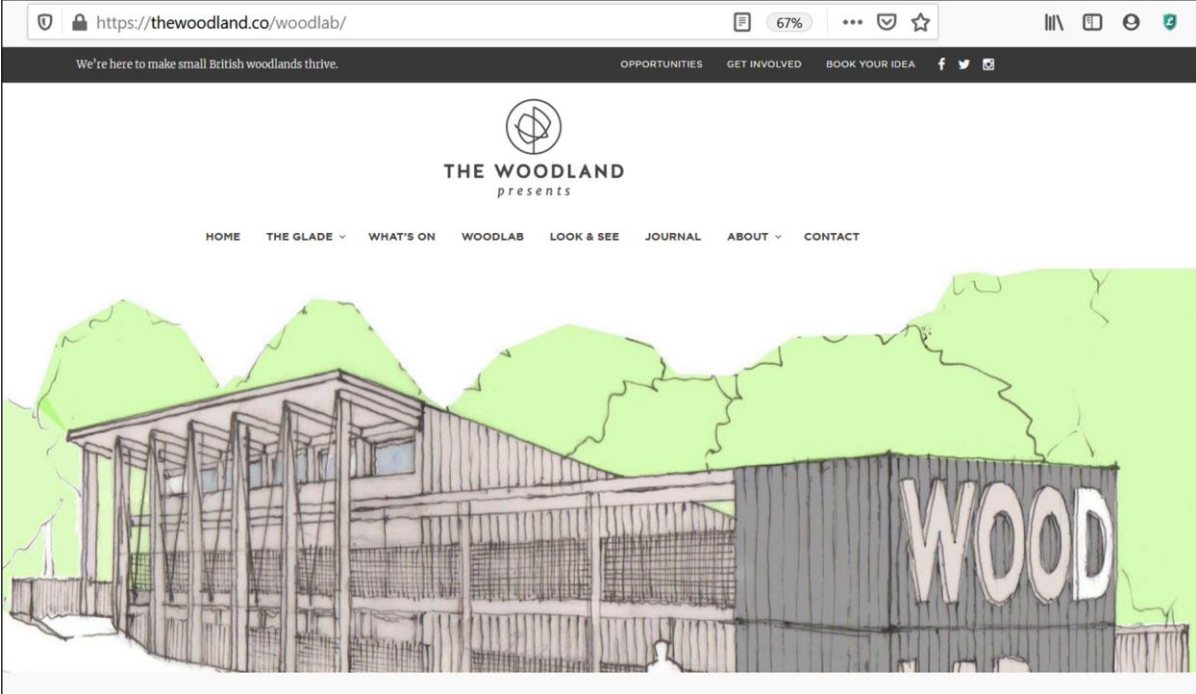 https://thewoodland.co/woodlab/
67%
We're here to make small British woodlands thrive.
OPPORTUNITIES GET INVOLVED BOOK YOUR IDEA
THE WOODLAND
presents
HOME THE GLADE WHAT'S ON WOODLAB LOOK & SEE JOURNAL ABOUT CONTACT
WOOD